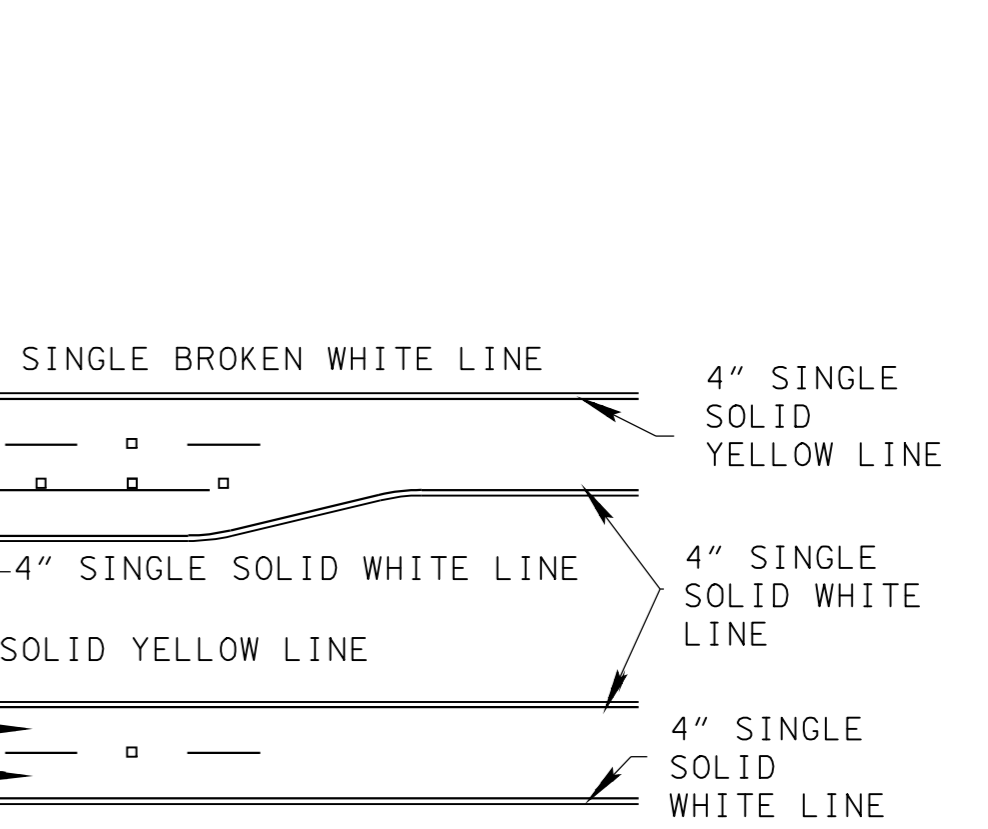 SINGLE BROKEN WHITE LINE
4" SINGLE
SOLID
YELLOW LINE
4" SINGLE SOLID WHITE LINE
4" SINGLE
SOLID WHITE
LINE
SOLID YELLOW LINE
4" SINGLE
SOLID
WHITE LINE